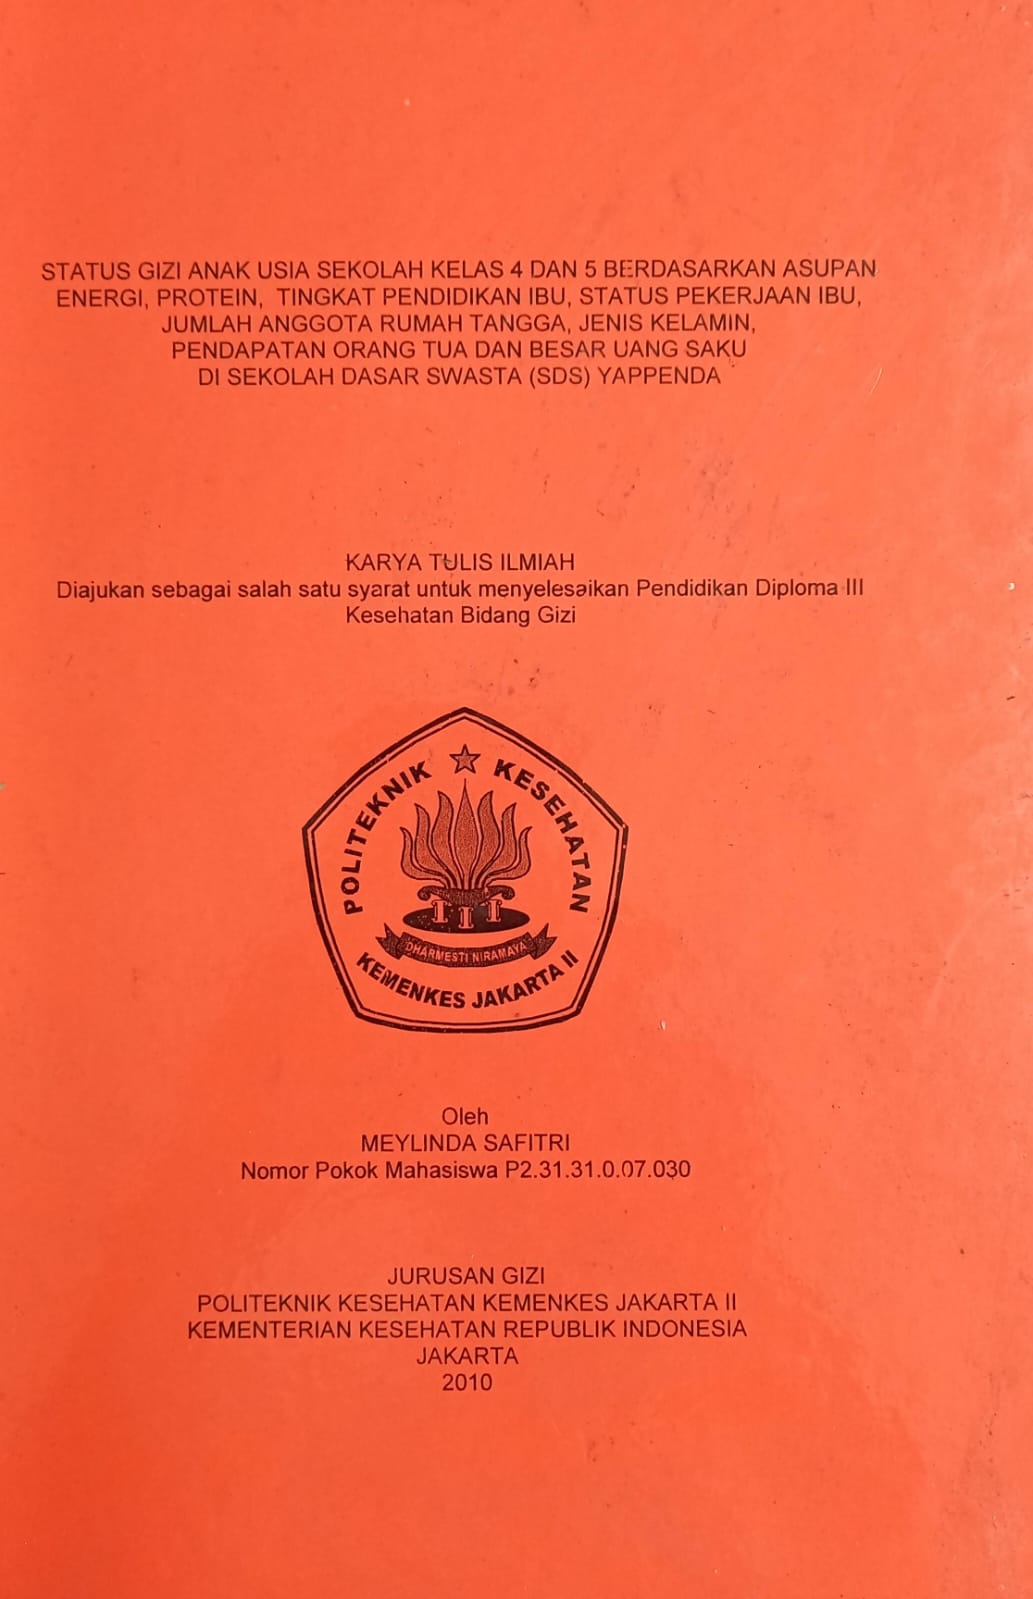 STATUS GIZI ANAK USIA SEKOLAH KELAS 4 DAN 5 BERDASARKAN ASUPAN
ENERGI, PROTEIN, TINGKAT PENDIDIKAN IBU, STATUS PEKERJAAN IBU,
JUMLAH ANGGOTA RUMAH TANGGA, JENIS KELAMIN,
PENDAPATAN ORANG TUA DAN BESAR UANG SAKU
DI SEKOLAH DASAR SWASTA (SDS) YAPPENDA
KARYA TULIS ILMIAH
Diajukan sebagai salah satu syarat untuk menyelesaikan Pendidikan Diploma III
Kesehatan Bidang Gizi
POLITEKNIK KESEHATAN
DHARMESTI NIRAMAYA
KEMENKES JAKARTA II
Oleh
MEYLINDA SAFITRI
Nomor Pokok Mahasiswa P2.31.31.0.07.030
JURUSAN GIZI
POLITEKNIK KESEHATAN KEMENKES JAKARTA II
KEMENTERIAN KESEHATAN REPUBLIK INDONESIA
JAKARTA
2010